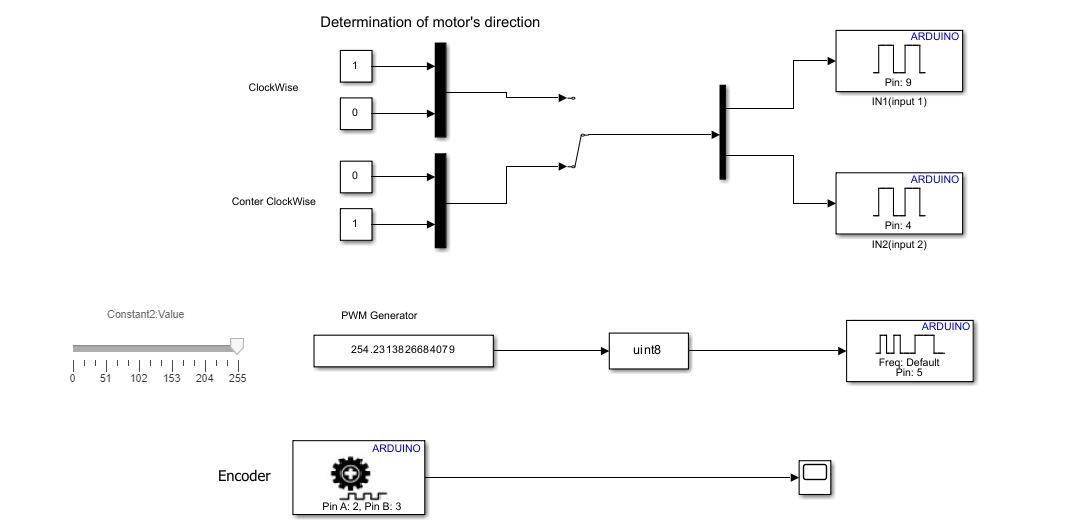 Determination of motor's direction
ClockWise
1
0
Conter ClockWise
0
1
ARDUINO
Pin: 9
IN1(input 1)
ARDUINO
Pin: 4
IN2(input 2)
Constant2:Value
0 51 102 153 204 255
PWM Generator
254.2313826684079
uint8
ARDUINO
Freq: Default
Pin: 5
Encoder
ARDUINO
Pin A: 2, Pin B: 3